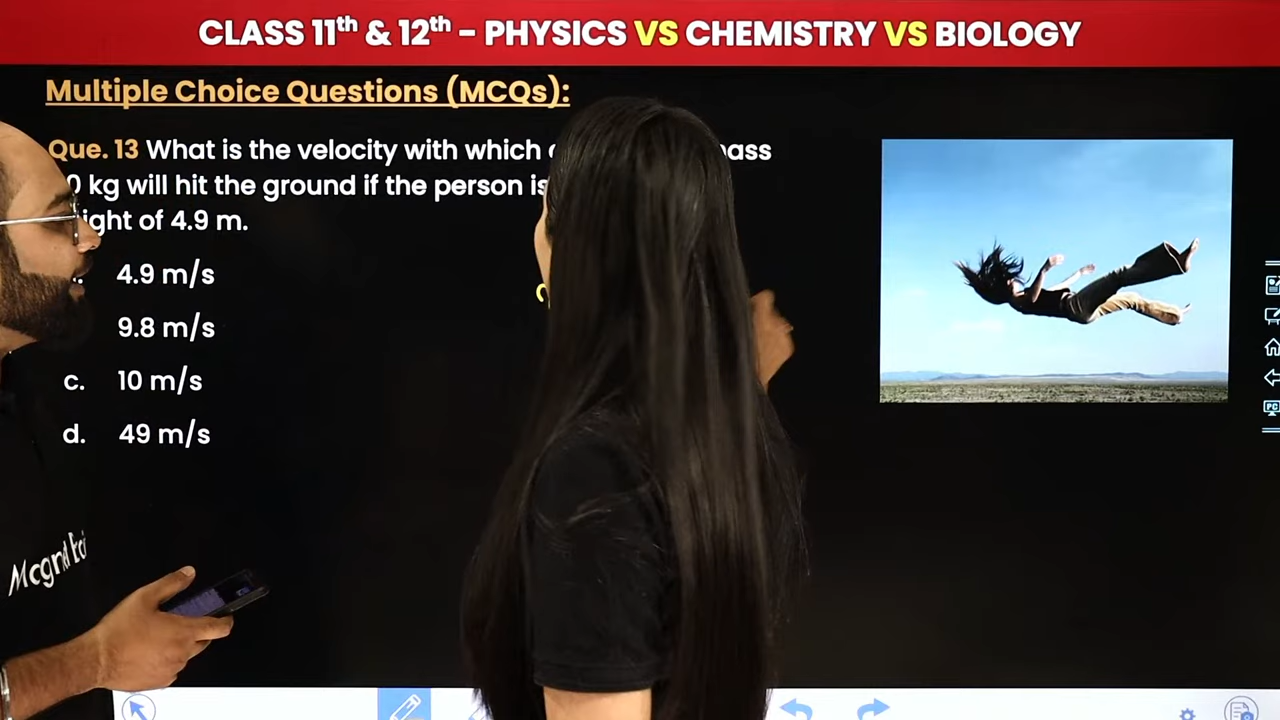 CLASS 11th & 12th - PHYSICS VS CHEMISTRY VS BIOLOGY
Multiple Choice Questions (MCQs):
Que. 13 What is the velocity with which
kg will hit the ground if the person is
of 4.9 m.
4.9 m/s
9.8 m/s
c. 10 m/s
d. 49 m/s
PC